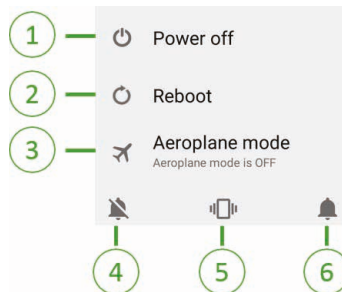 1 Power off
2 Reboot
3 Aeroplane mode
Aeroplane mode is OFF
4 5 6